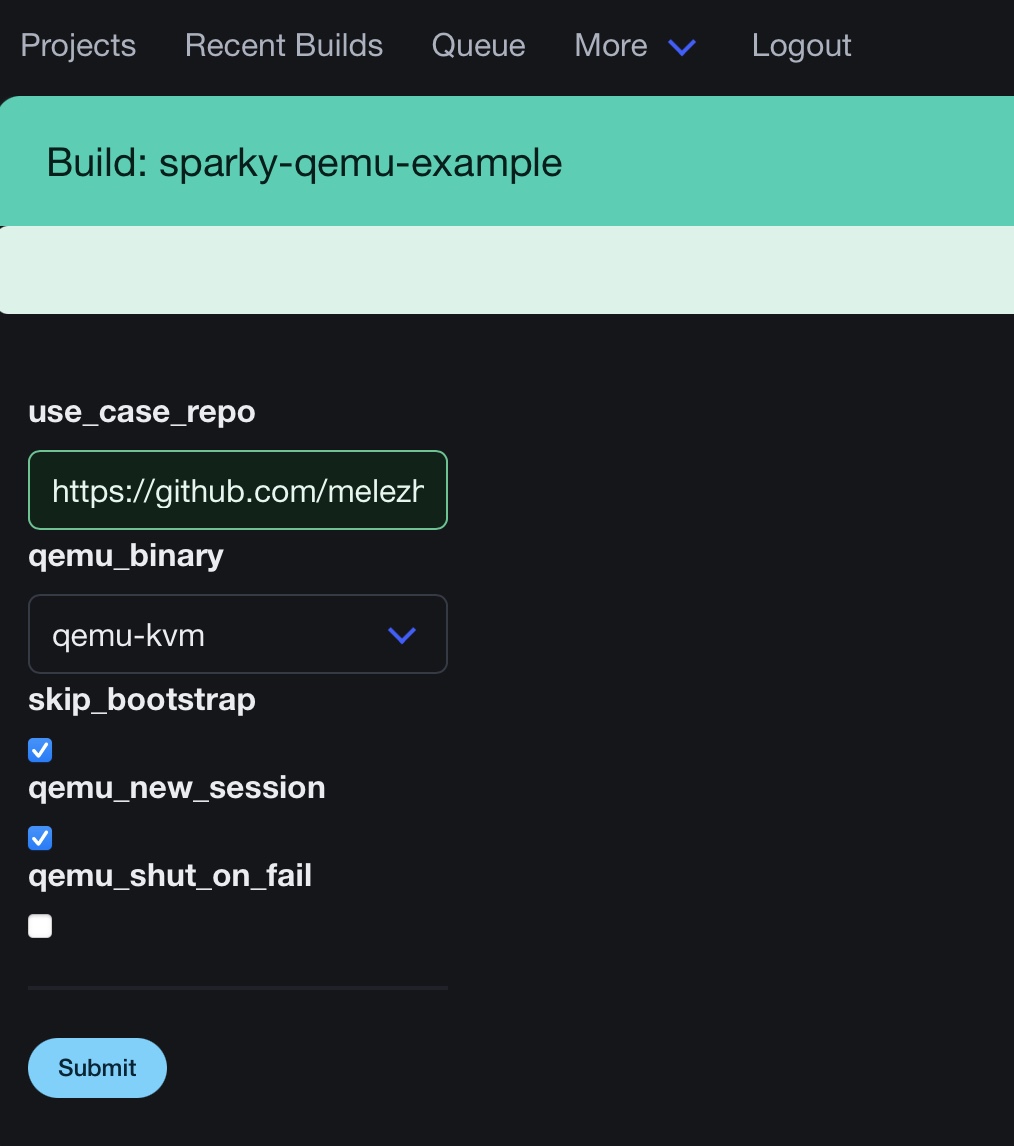 Projects Recent Builds Queue More Logout
Build: sparky-qemu-example
use_case_repo
https://github.com/melezh
qemu_binary
qemu-kvm
skip_bootstrap
qemu_new_session
qemu_shut_on_fail
Submit